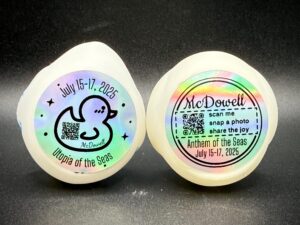 July 15-17, 2025
McDowell
Utopia of the Seas
McDowell
scan me
snap a photo
share the joy
Anthem of the Seas
July 15-17, 2025